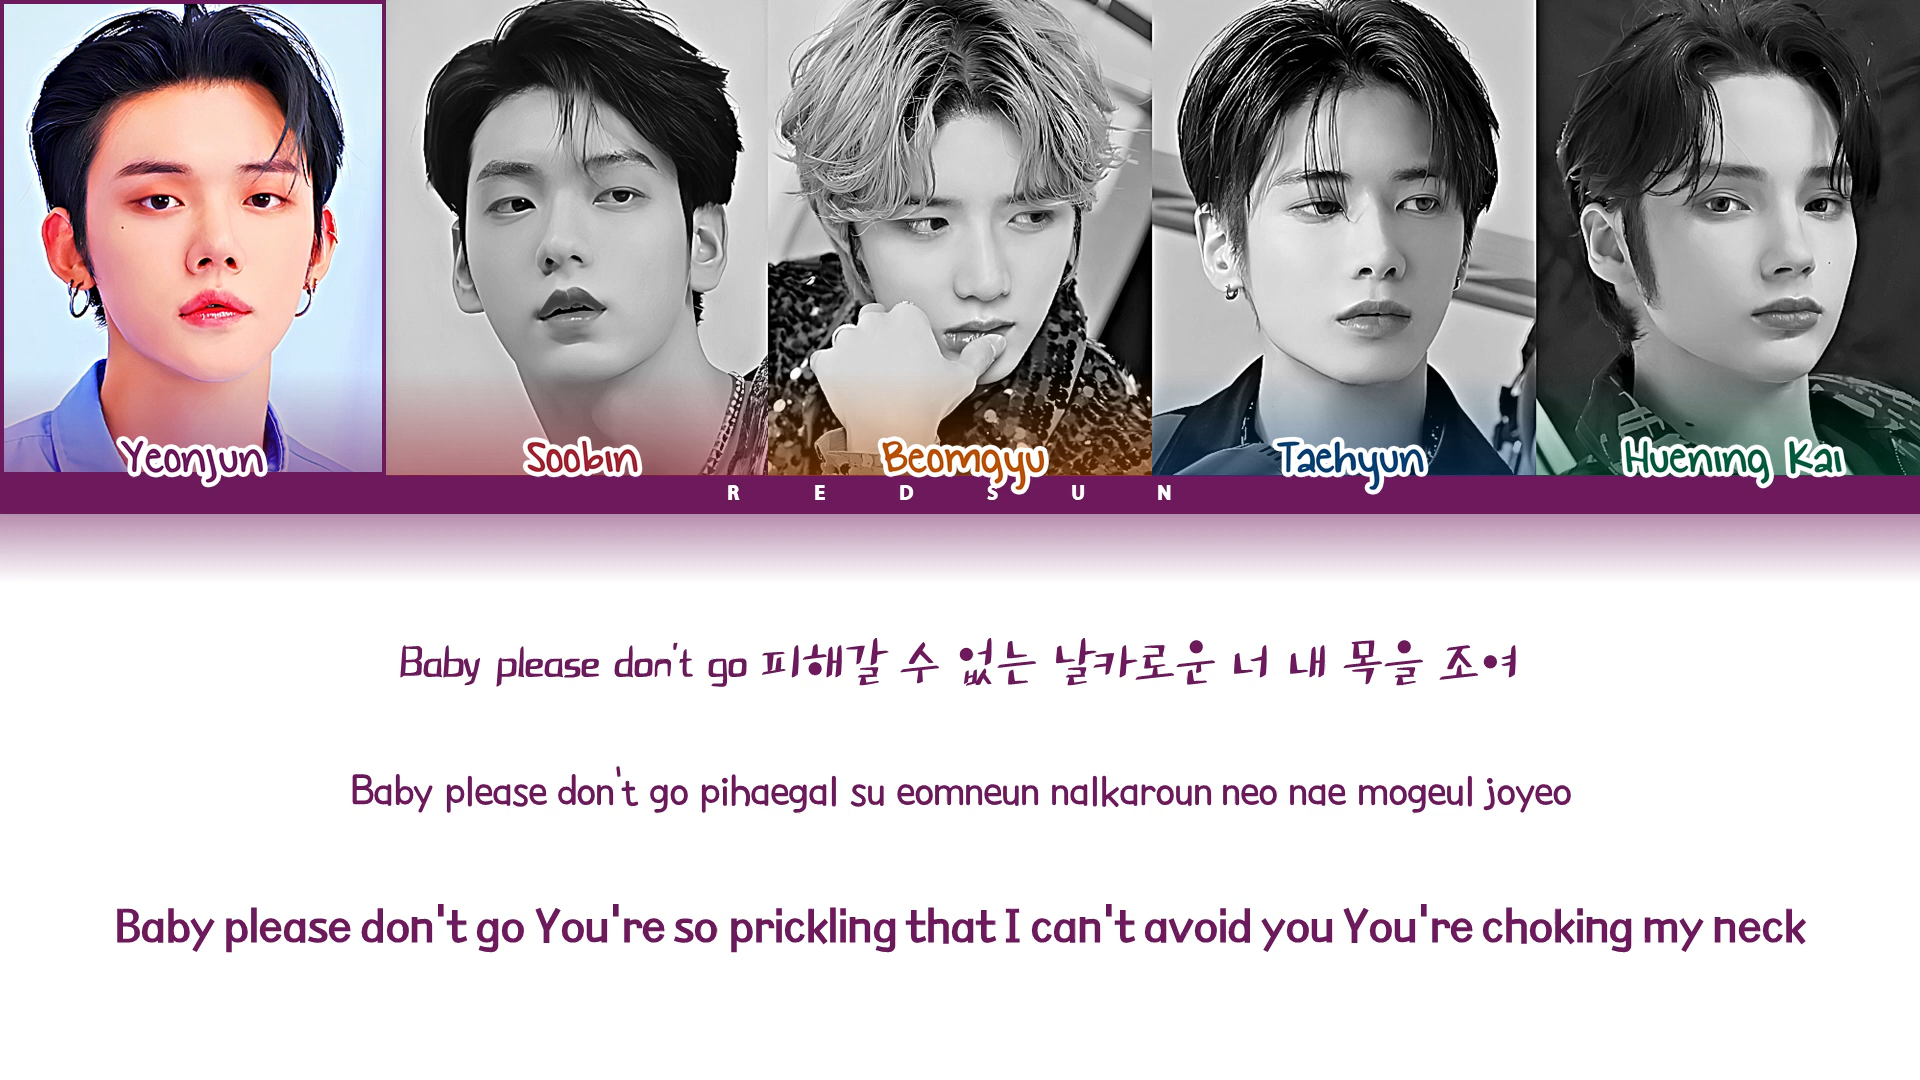 Yeonjun Soobin Beomgyu Taehyun Huening Kai
REDSUN
Baby please don't go 피해갈 수 없는 날카로운 너 내 목을 조여
Baby please don't go pihaegal su eomneun nalkaroun neo nae mogeul joyeo
Baby please don't go You're so prickling that I can't avoid you You're choking my neck